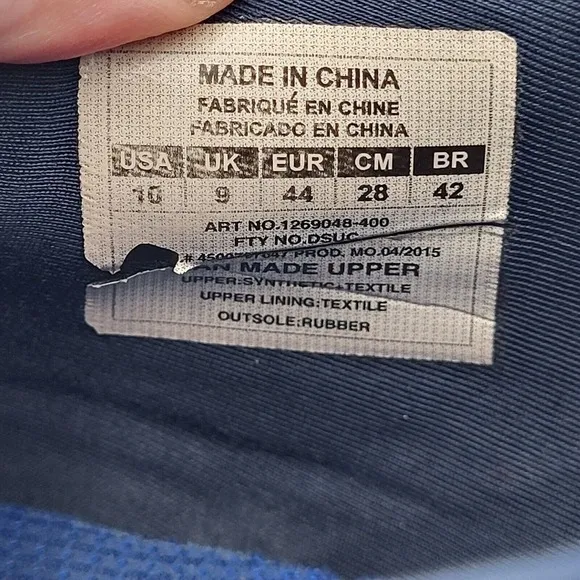 MADE IN CHINA
FABRIQUÉ EN CHINE
FABRICADO EN CHINA
USA UK EUR CM BR
10 9 44 28 42
ART NO.1269048-400
FTY NO.DSUG
PROD. MO.04/2015
MADE UPPER
UPPER:SYNTHETIC+TEXTILE
UPPER LINING:TEXTILE
OUTSOLE:RUBBER